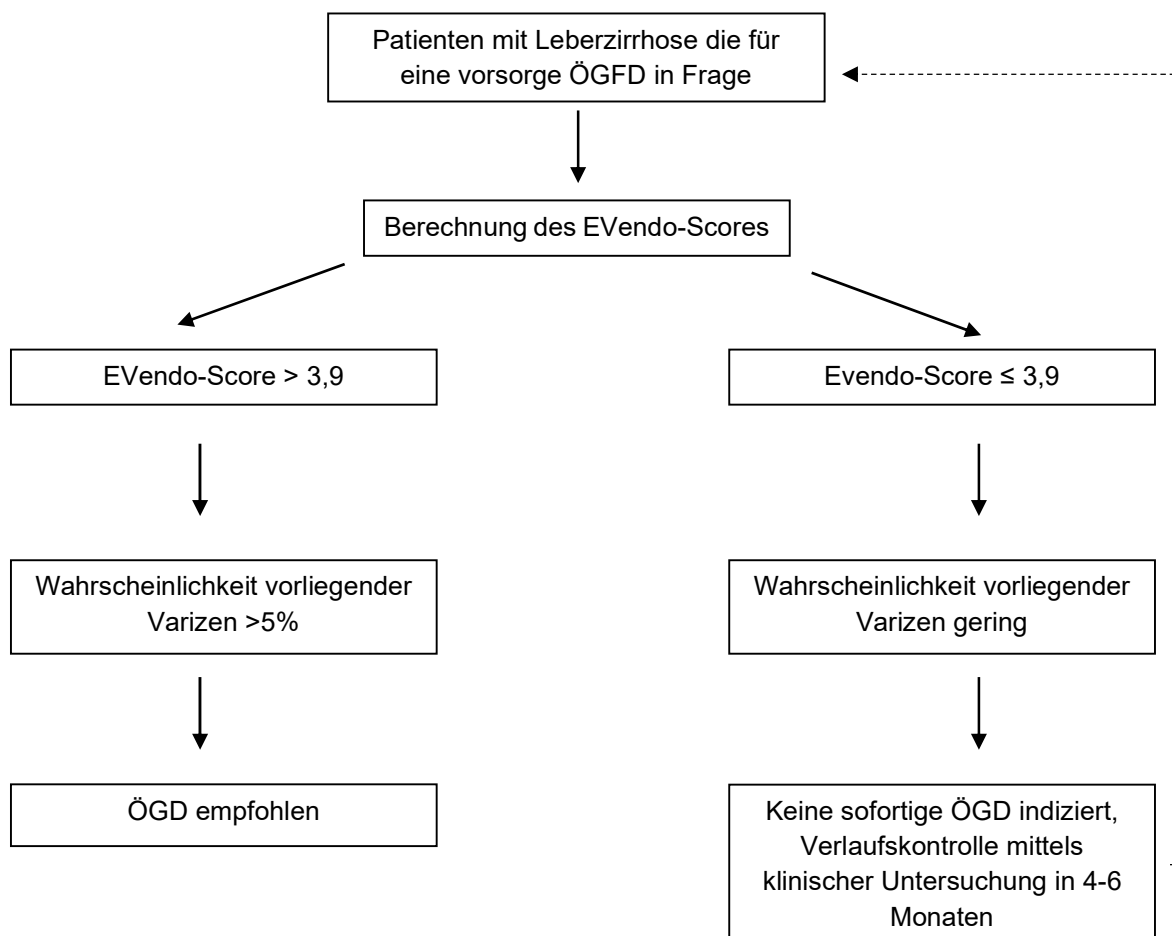 Patienten mit Leberzirrhose die für
eine vorsorge ÖGFD in Frage
Berechnung des EVendo-Scores
EVendo-Score > 3,9
Evendo-Score ≤ 3,9
Wahrscheinlichkeit vorliegender
Varizen >5%
Wahrscheinlichkeit vorliegender
Varizen gering
ÖGD empfohlen
Keine sofortige ÖGD indiziert,
Verlaufskontrolle mittels
klinischer Untersuchung in 4-6
Monaten